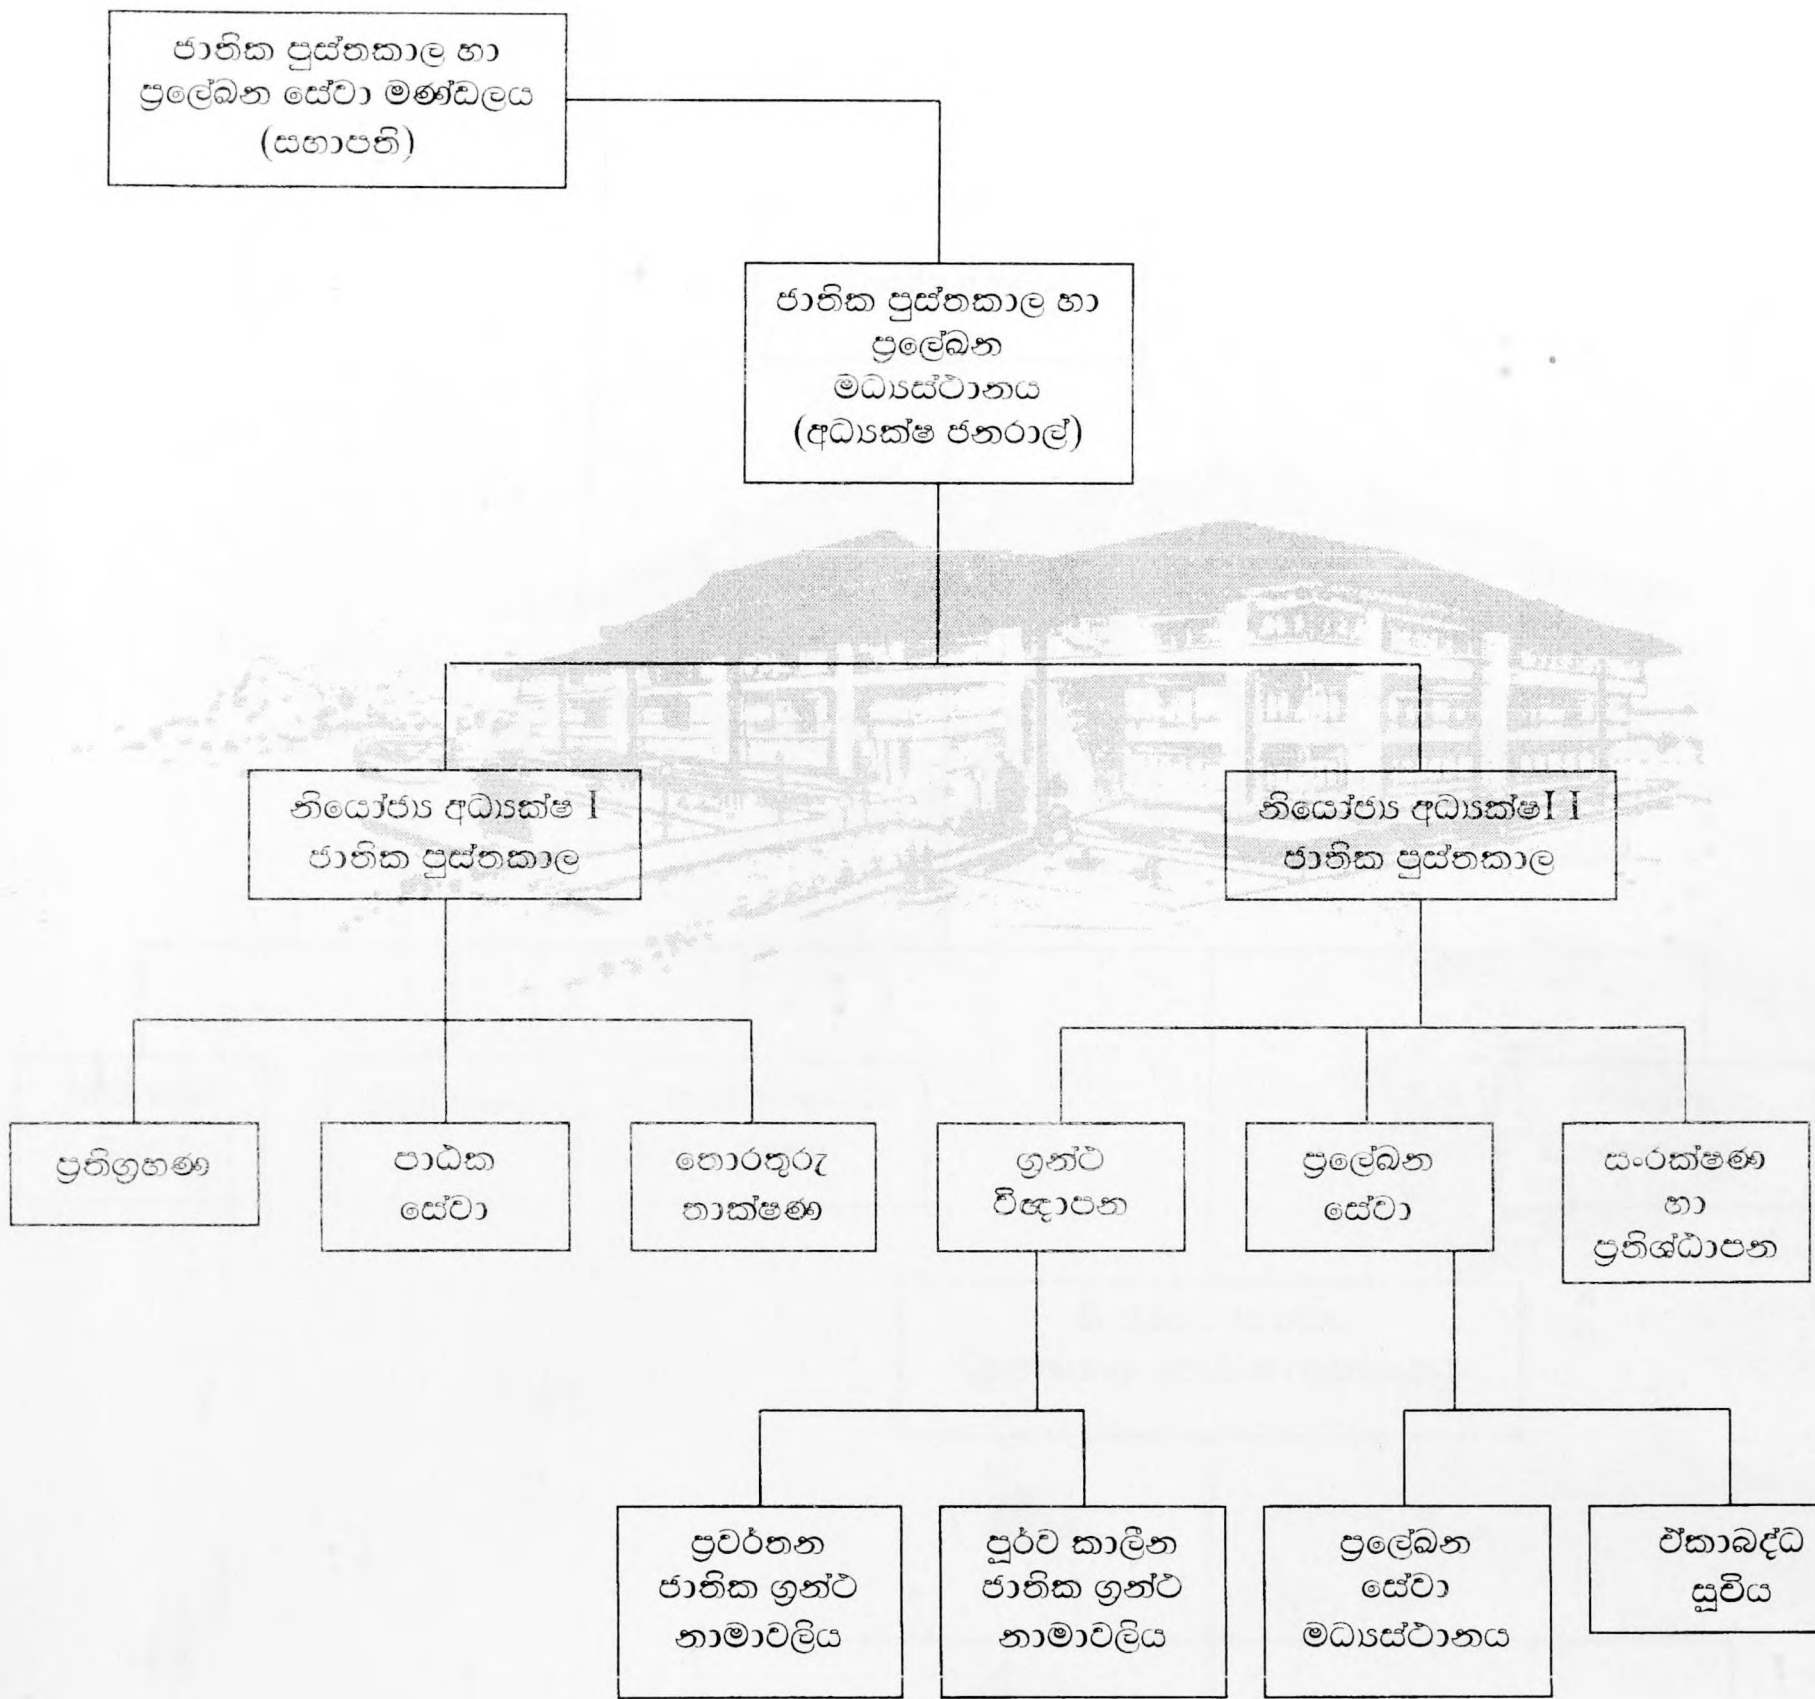 ජාතික පුස්තකාල හා
ප්‍රලේඛන සේවා මණ්ඩලය
(සභාපති)
ජාතික පුස්තකාල හා
ප්‍රලේඛන
මධ්‍යස්ථානය
(අධ්‍යක්ෂ ජනරාල්)
නියෝජ්‍ය අධ්‍යක්ෂ I
ජාතික පුස්තකාල
නියෝජ්‍ය අධ්‍යක්ෂ I I
ජාතික පුස්තකාල
ප්‍රතිග්‍රහණ
පාඨක
සේවා
තොරතුරු
තාක්ෂණ
ග්‍රන්ථ
විඥාපන
ප්‍රලේඛන
සේවා
සංරක්ෂණ
හා
ප්‍රතිශ්ඨාපන
ප්‍රවර්තන
ජාතික ග්‍රන්ථ
නාමාවලිය
පූර්ව කාලීන
ජාතික ග්‍රන්ථ
නාමාවලිය
ප්‍රලේඛන
සේවා
මධ්‍යස්ථානය
ඒකාබද්ධ
සූචිය